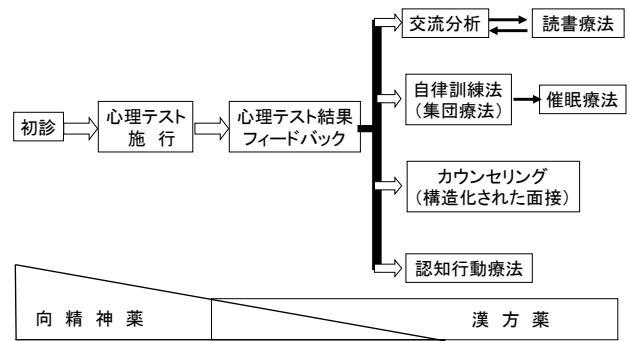 交流分析
読書療法
自律訓練法
(集団療法)
催眠療法
初診
心理テスト
施 行
心理テスト結果
フィードバック
カウンセリング
(構造化された面接)
認知行動療法
向 精 神 薬
漢 方 薬